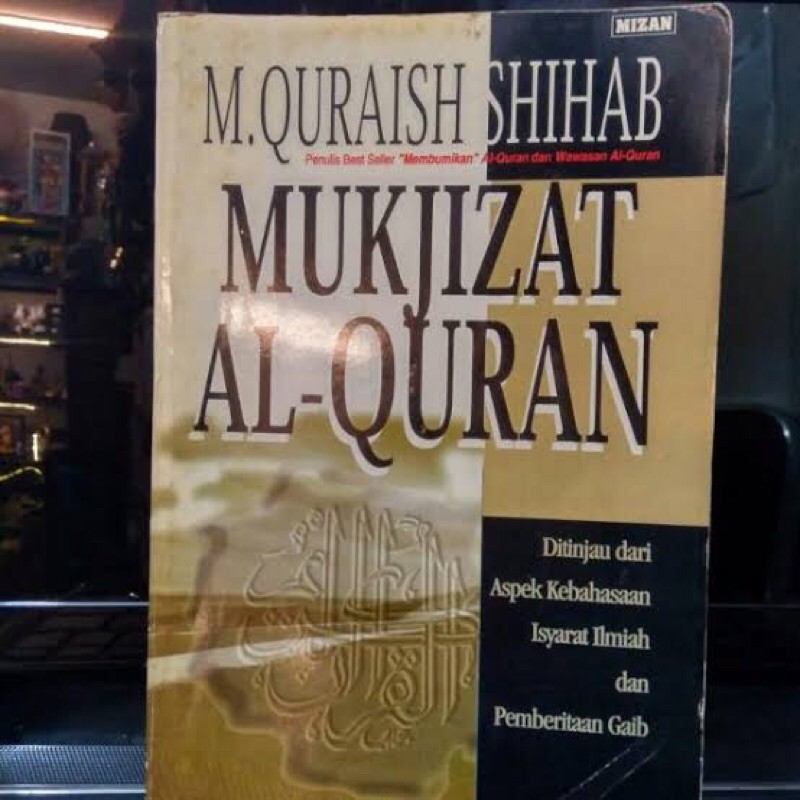 MIZAN
M.QURAISH SHIHAB
Penulis Best Seller "Membumikan" Al-Quran dan Wawasan Al-Quran
MUKJIZAT
AL-QURAN
Ditinjau dari
Aspek Kebahasaan
Isyarat Ilmiah
dan
Pemberitaan Gaib